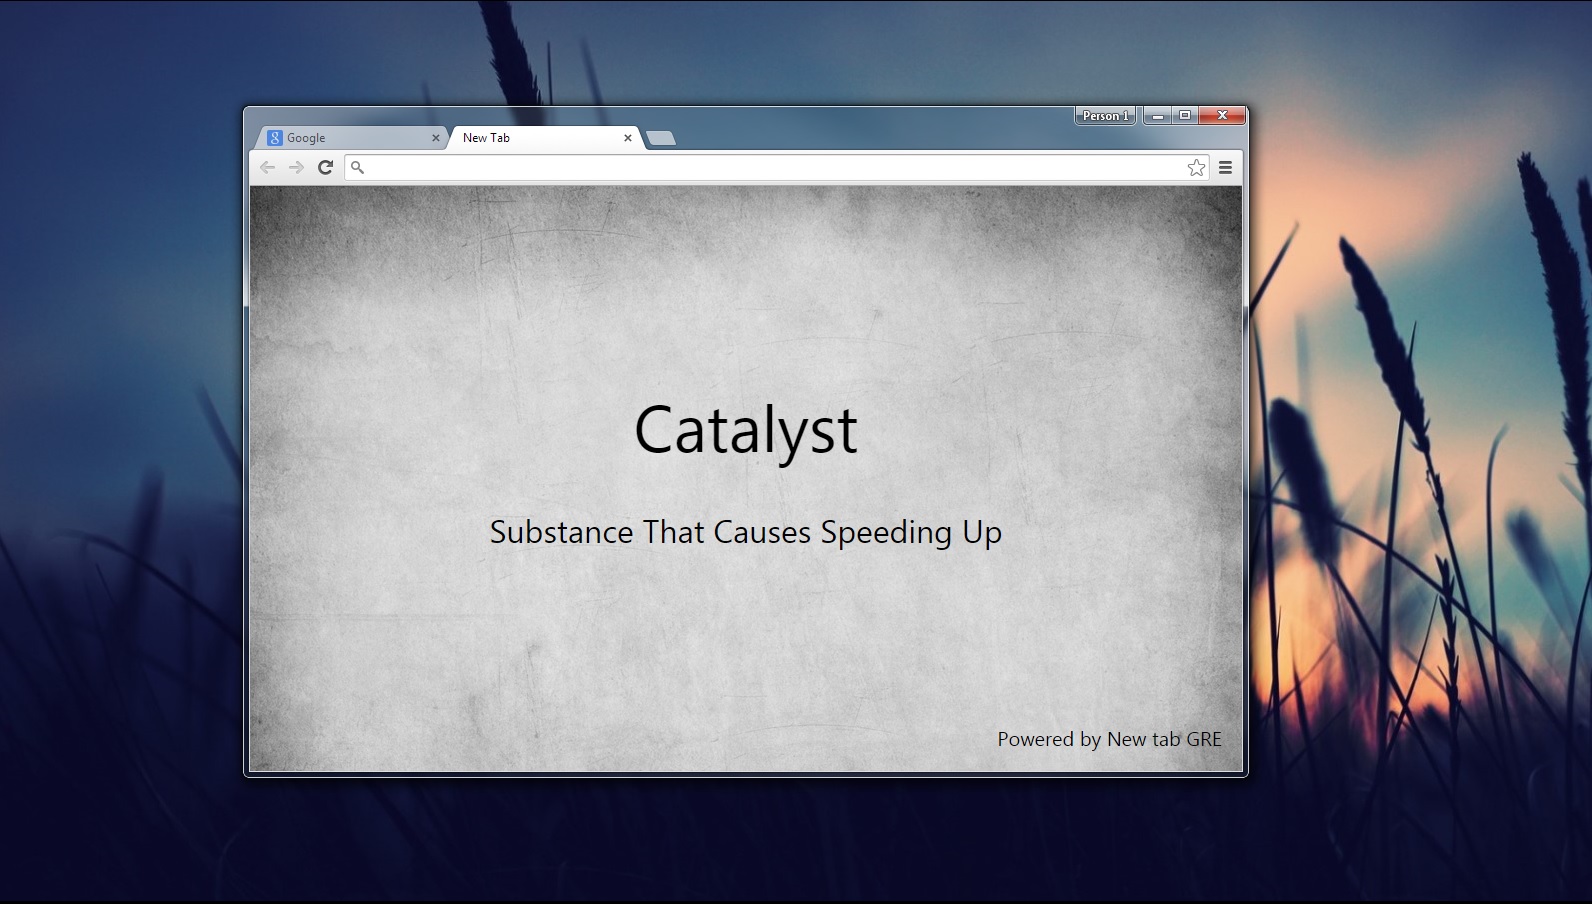 Person 1
Google
New Tab
Catalyst
Substance That Causes Speeding Up
Powered by New tab GRE